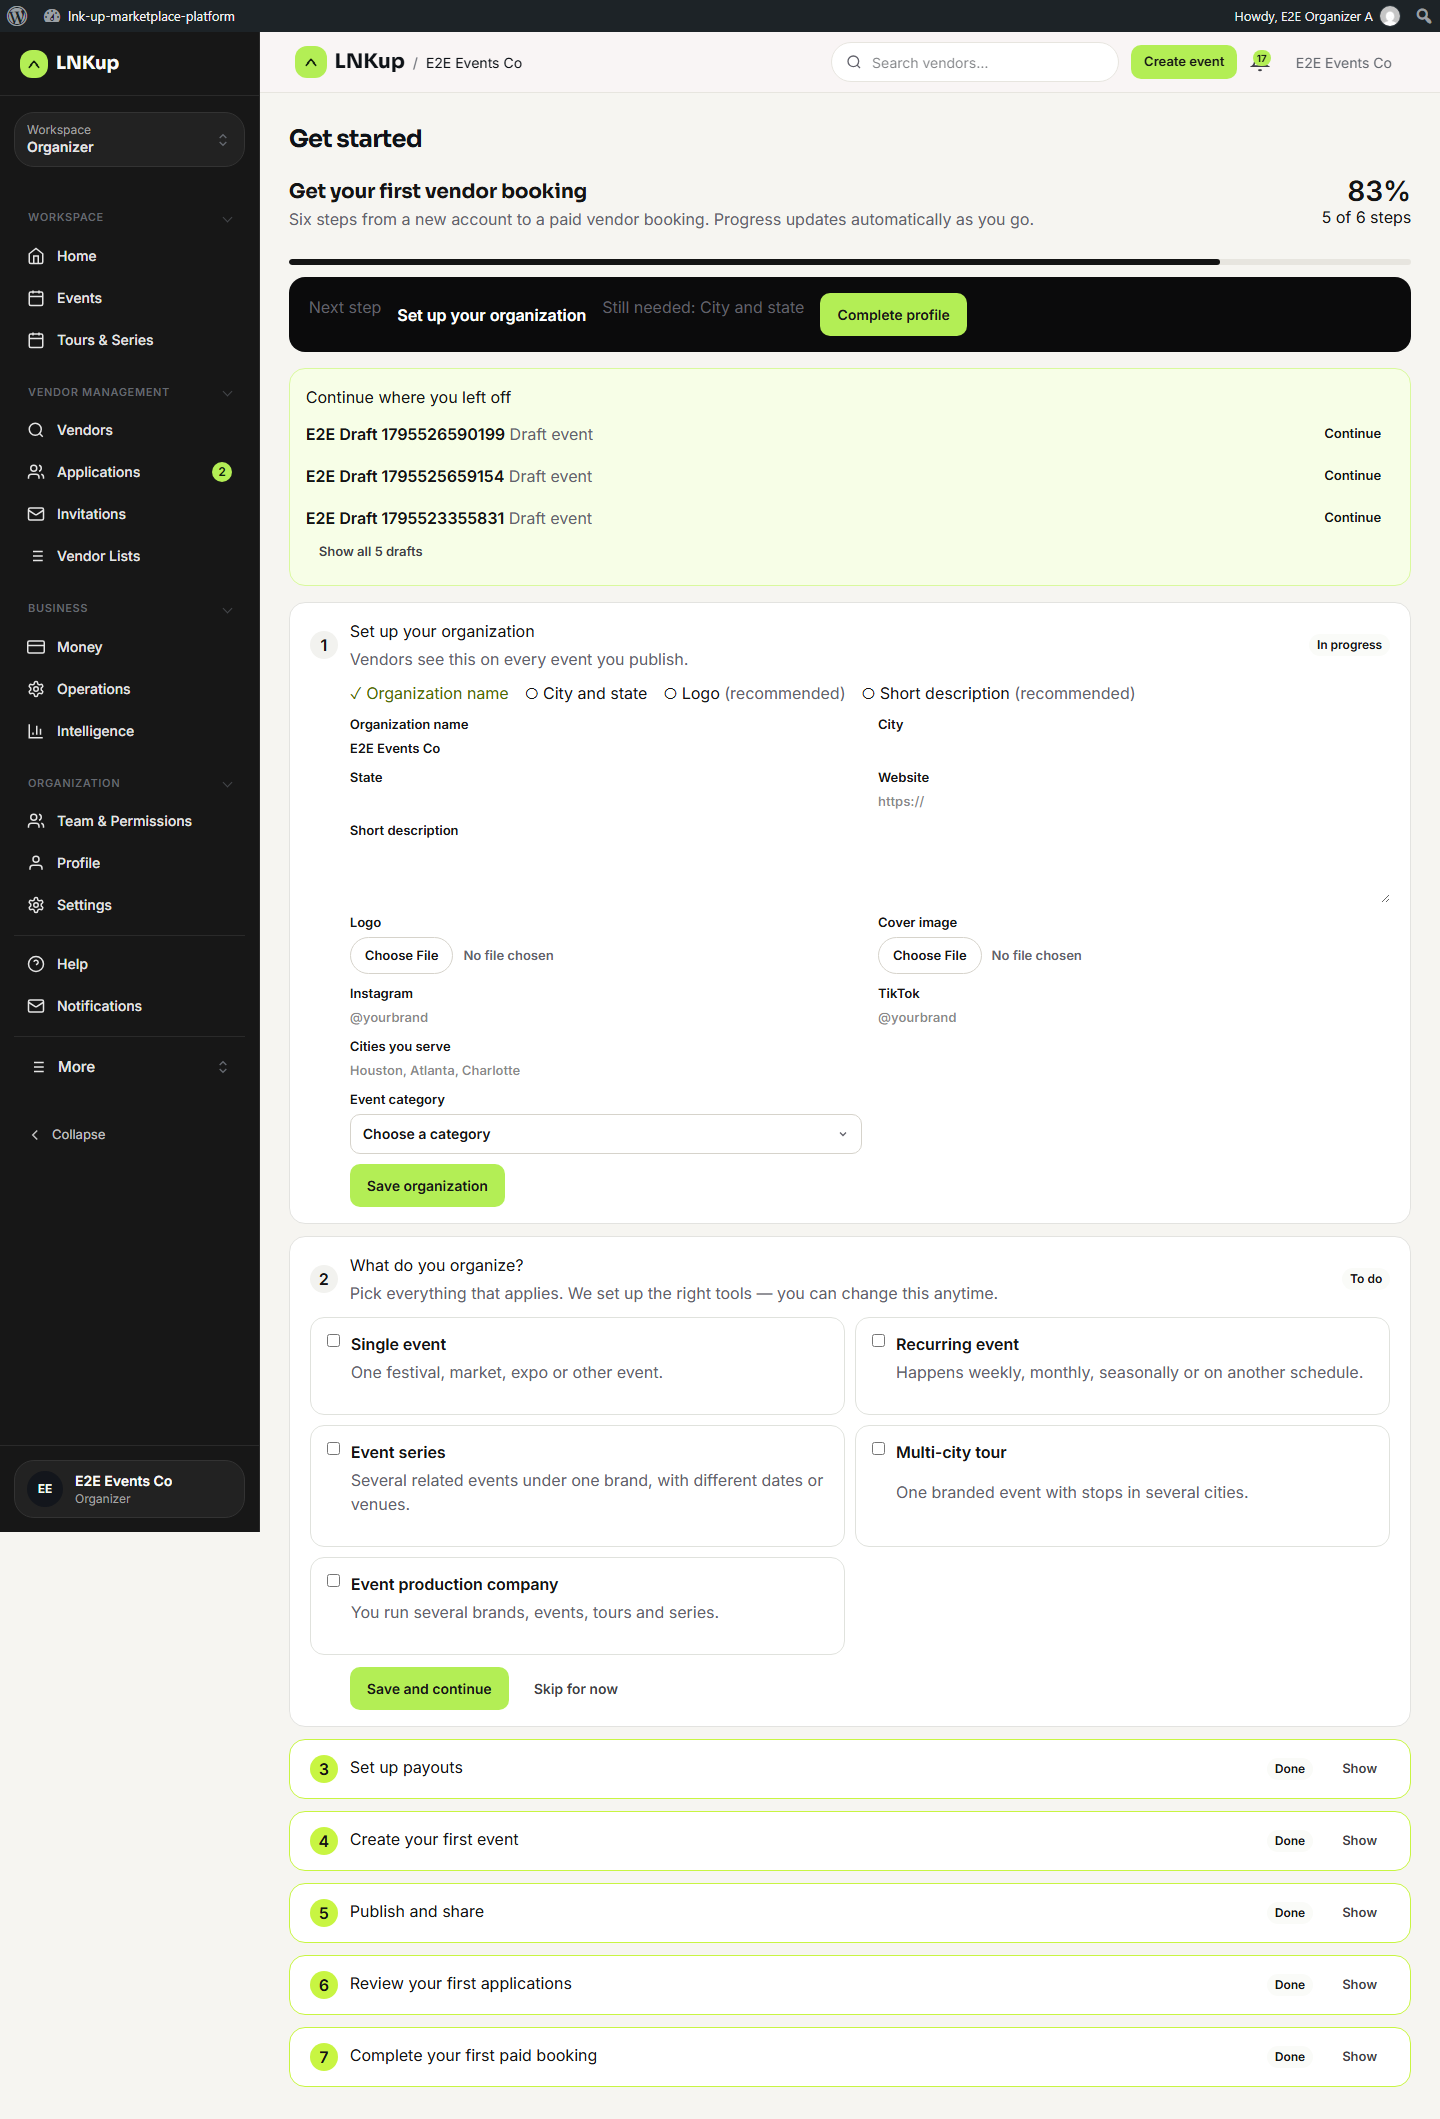 lnk-up-marketplace-platform
Howdy, E2E Organizer A
LNKup
LNKup / E2E Events Co
Search vendors...
Create event
17
E2E Events Co
Workspace
Organizer
WORKSPACE
Home
Events
Tours & Series
VENDOR MANAGEMENT
Vendors
Applications
2
Invitations
Vendor Lists
BUSINESS
Money
Operations
Intelligence
ORGANIZATION
Team & Permissions
Profile
Settings
Help
Notifications
More
Collapse
EE
E2E Events Co
Organizer
Get started
Get your first vendor booking
Six steps from a new account to a paid vendor booking. Progress updates automatically as you go.
83%
5 of 6 steps
Next step
Set up your organization
Still needed: City and state
Complete profile
Continue where you left off
E2E Draft 1795526590199 Draft event
Continue
E2E Draft 1795525659154 Draft event
Continue
E2E Draft 1795523355831 Draft event
Continue
Show all 5 drafts
1
Set up your organization
Vendors see this on every event you publish.
In progress
✓ Organization name
City and state
Logo (recommended)
Short description (recommended)
Organization name
E2E Events Co
City
State
Website
https://
Short description
Logo
Choose File
No file chosen
Cover image
Choose File
No file chosen
Instagram
@yourbrand
TikTok
@yourbrand
Cities you serve
Houston, Atlanta, Charlotte
Event category
Choose a category
Save organization
2
What do you organize?
Pick everything that applies. We set up the right tools — you can change this anytime.
To do
Single event
One festival, market, expo or other event.
Recurring event
Happens weekly, monthly, seasonally or on another schedule.
Event series
Several related events under one brand, with different dates or
venues.
Multi-city tour
One branded event with stops in several cities.
Event production company
You run several brands, events, tours and series.
Save and continue
Skip for now
3
Set up payouts
Done
Show
4
Create your first event
Done
Show
5
Publish and share
Done
Show
6
Review your first applications
Done
Show
7
Complete your first paid booking
Done
Show